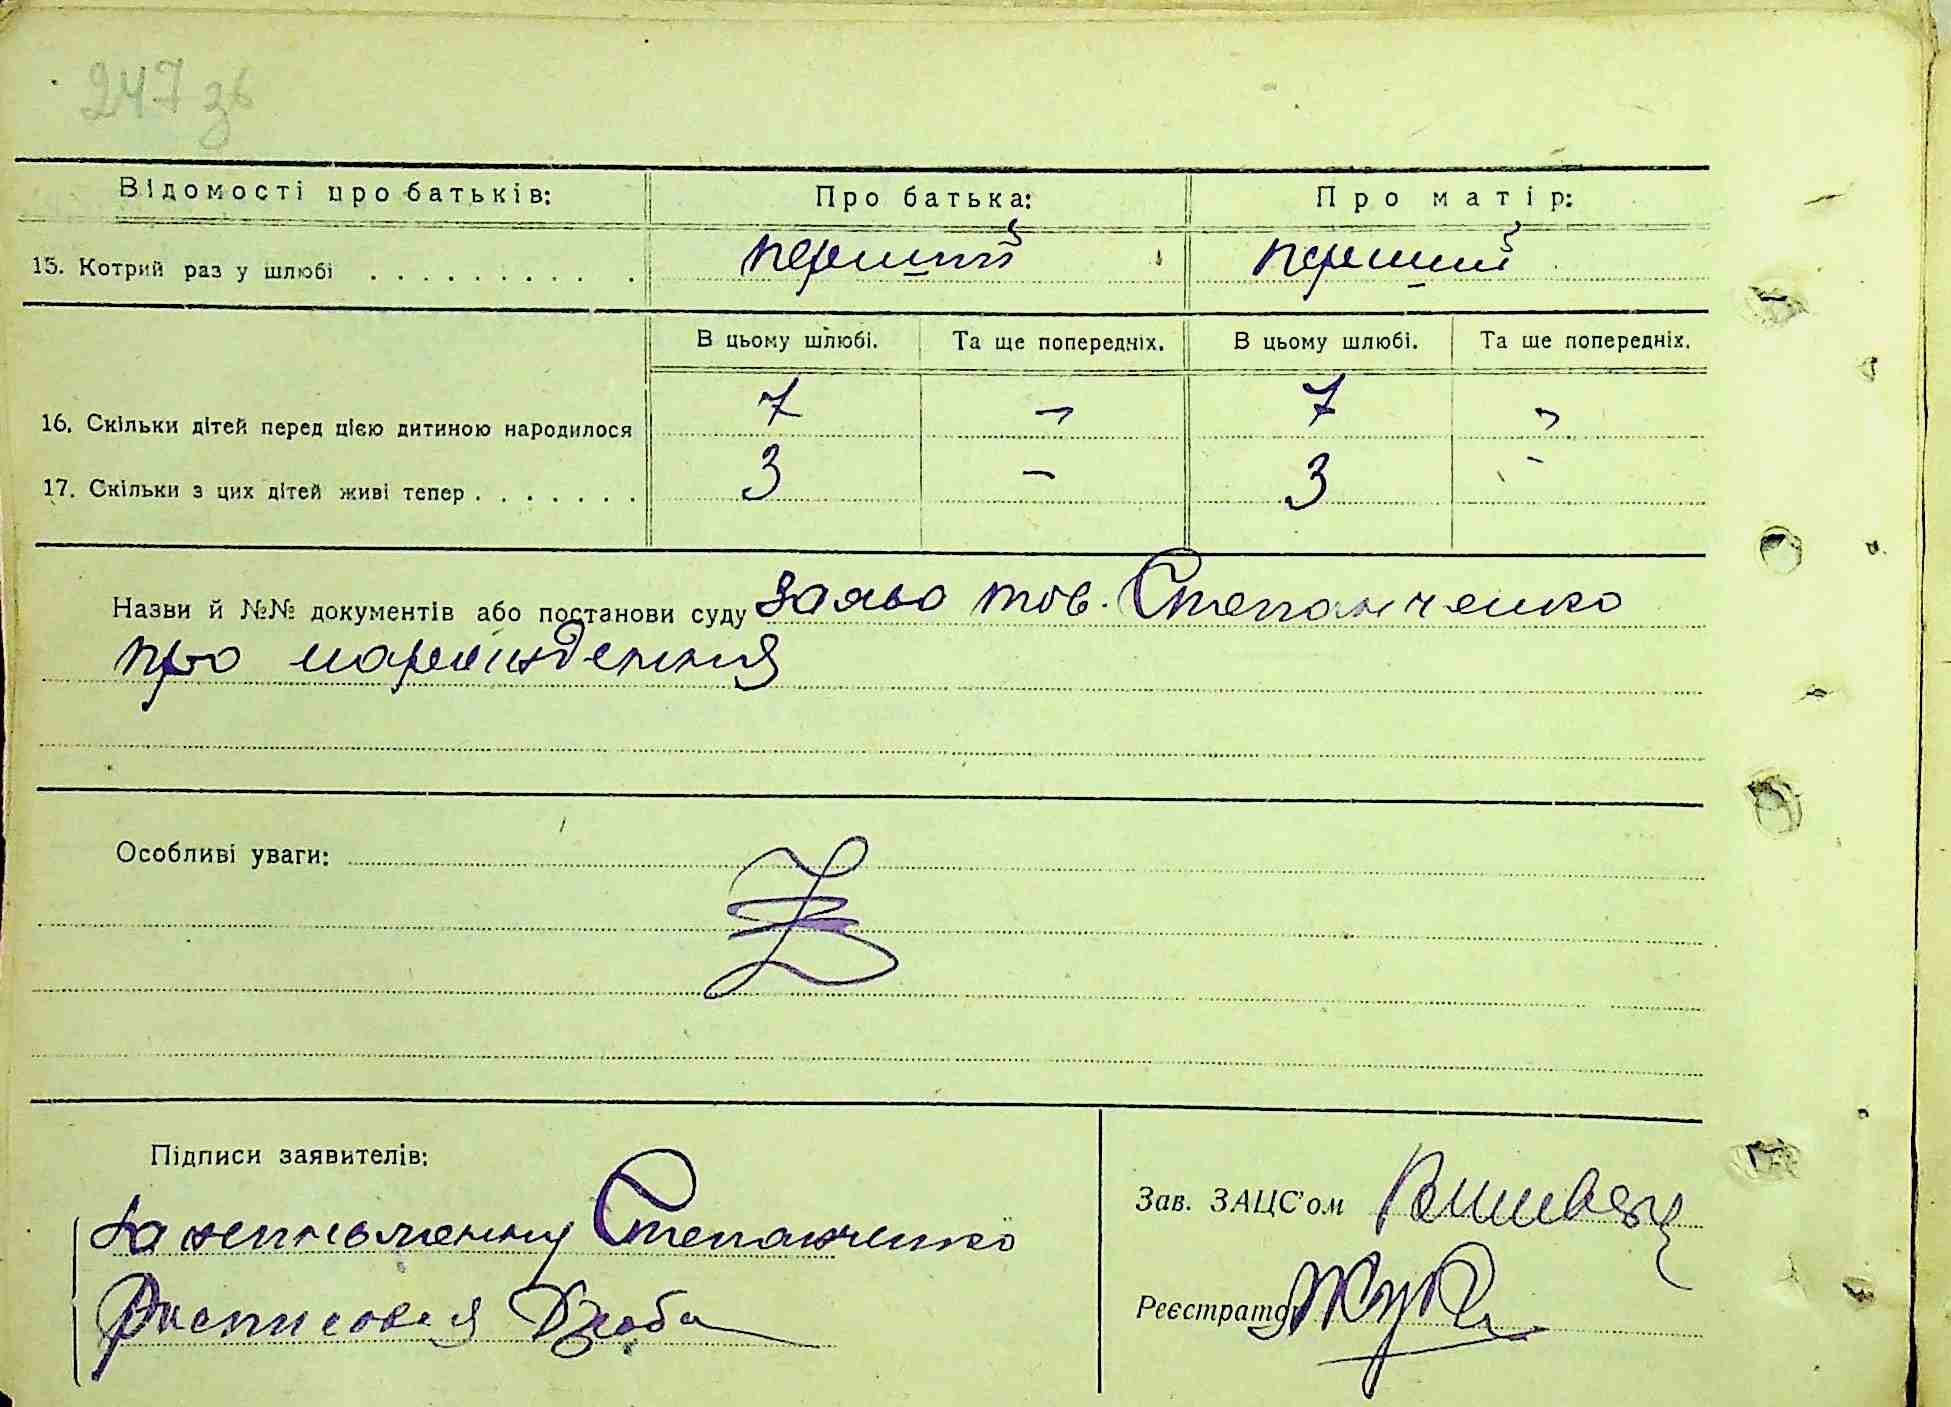 247 зв
Відомості про батьків: Про батька: Про матір:
15. Котрий раз у шлюбі . . . . . . . . . . перший перший
В цьому шлюбі. Та ще попередніх. В цьому шлюбі. Та ще попередніх.
16. Скільки дітей перед цією дитиною народилося 7 - 7 -
17. Скільки з цих дітей живі тепер . . . . . . . 3 - 3 -
Назви й №№ документів або постанови суду заява тов. Степанченко
про народження
Особливі уваги:
Підписи заявителів:
За неписьменну Степанченко
Расписался Дзюба
Зав. ЗАЦС'ом
Реєстратор